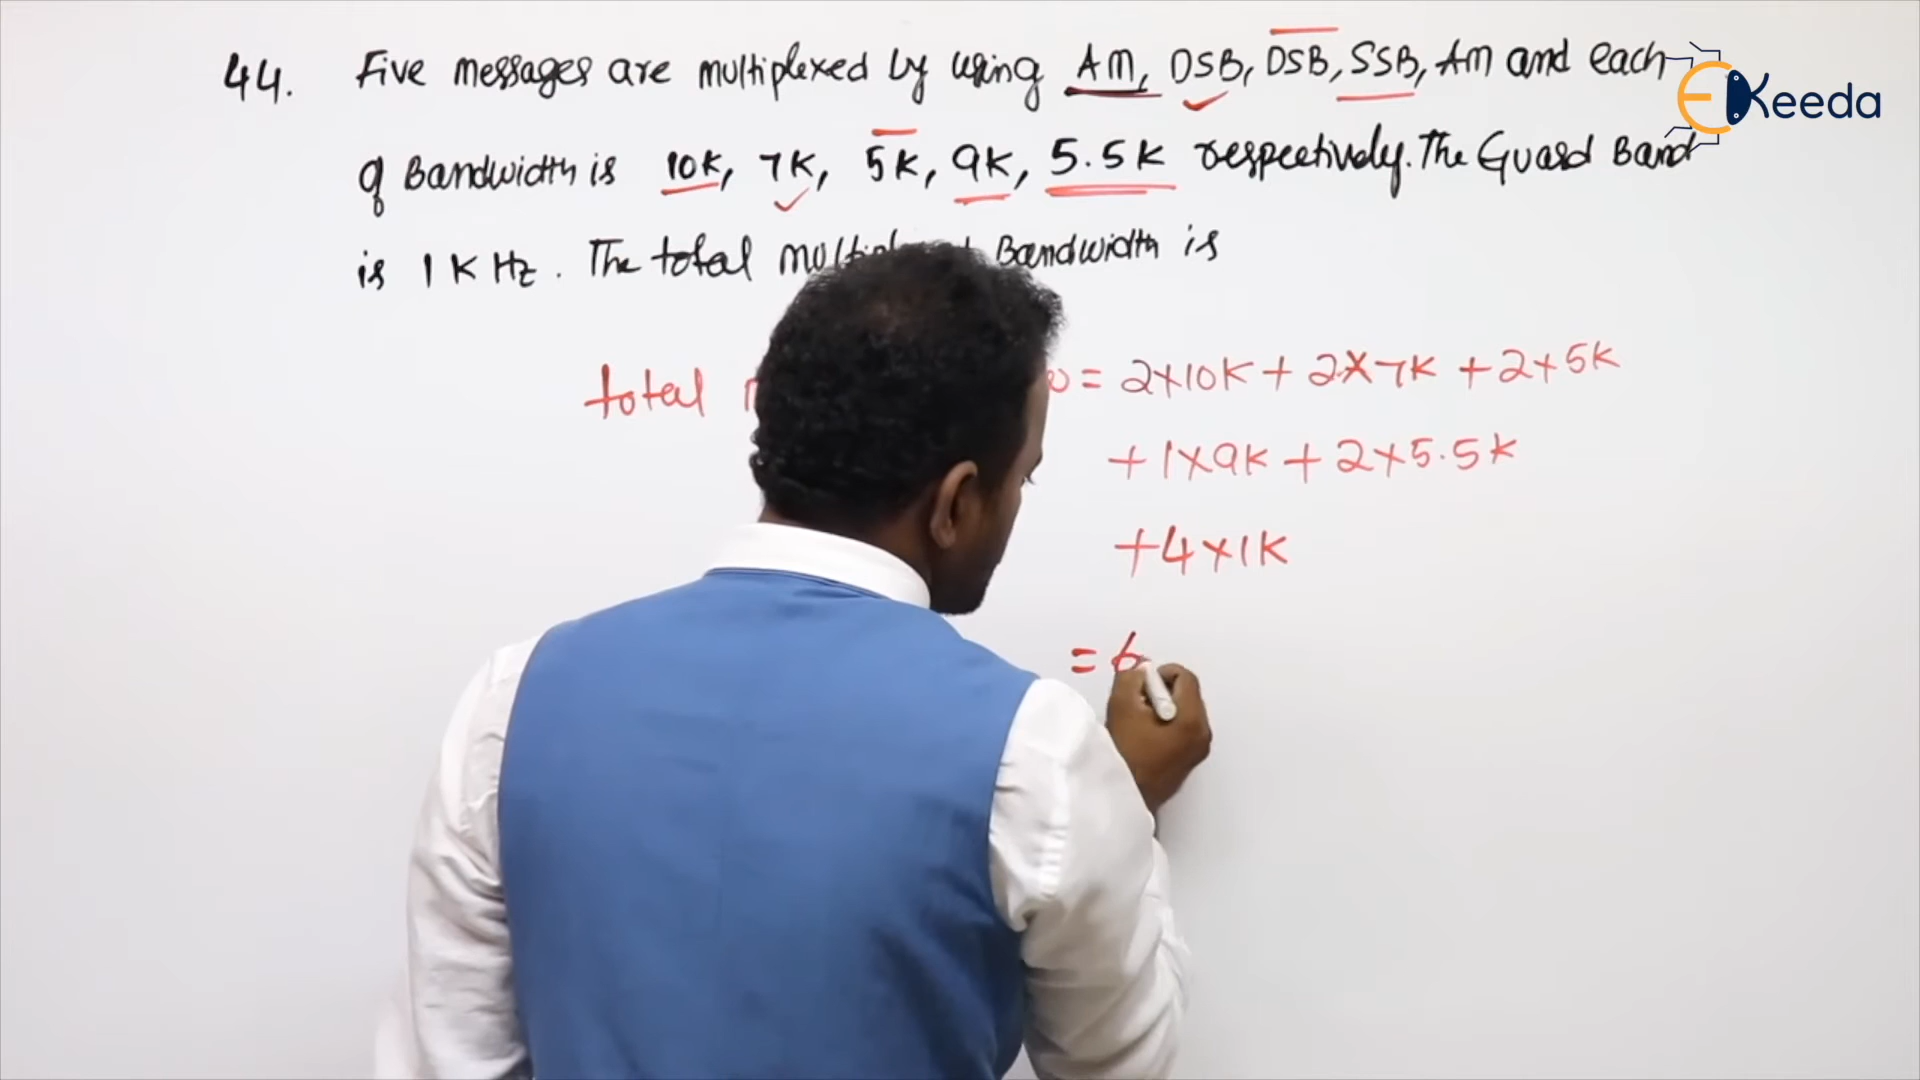 44. Five messages are multiplexed by using AM, DSB, DSB, SSB, AM and each
of Bandwidth is 10K, 7K, 5K, 9K, 5.5K respectively. The Guard Band
is 1 K Hz. The total Bandwidth is
EKeeda
total = 2×10K + 2×7K + 2×5K
+ 1×9K + 2×5.5K
+ 4×1K
= 6